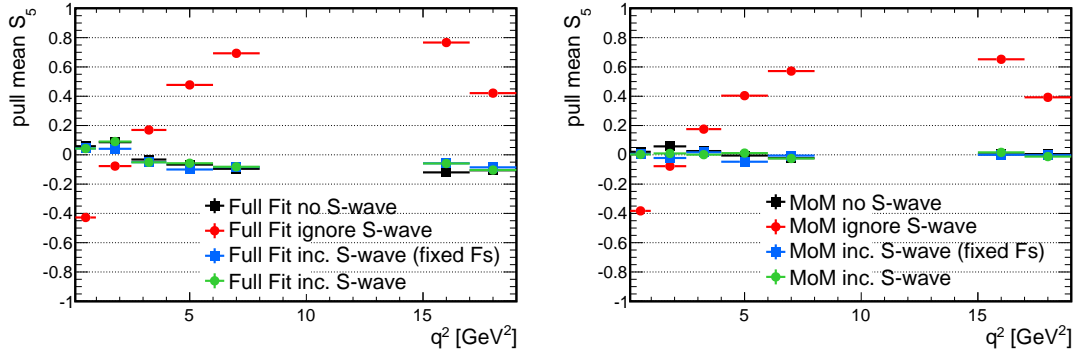 pull mean S₅
1
0.8
0.6
0.4
0.2
0
-0.2
-0.4
-0.6
-0.8
-1
Full Fit no S-wave
Full Fit ignore S-wave
Full Fit inc. S-wave (fixed Fs)
Full Fit inc. S-wave
5 10 15
q² [GeV²]
pull mean S₅
1
0.8
0.6
0.4
0.2
0
-0.2
-0.4
-0.6
-0.8
-1
MoM no S-wave
MoM ignore S-wave
MoM inc. S-wave (fixed Fs)
MoM inc. S-wave
5 10 15
q² [GeV²]